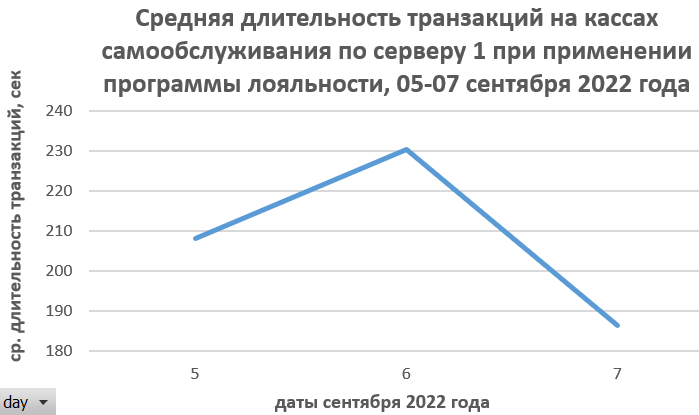 Средняя длительность транзакций на кассах
самообслуживания по серверу 1 при применении
программы лояльности, 05-07 сентября 2022 года
ср. длительность транзакций, сек
240
230
220
210
200
190
180
5 6 7
даты сентября 2022 года
day